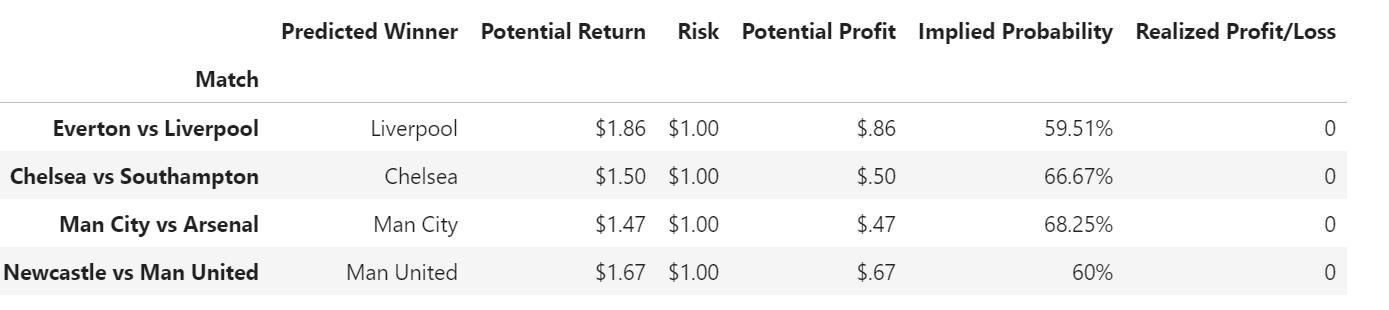 Predicted Winner Potential Return Risk Potential Profit Implied Probability Realized Profit/Loss
Match
Everton vs Liverpool Liverpool $1.86 $1.00 $.86 59.51% 0
Chelsea vs Southampton Chelsea $1.50 $1.00 $.50 66.67% 0
Man City vs Arsenal Man City $1.47 $1.00 $.47 68.25% 0
Newcastle vs Man United Man United $1.67 $1.00 $.67 60% 0